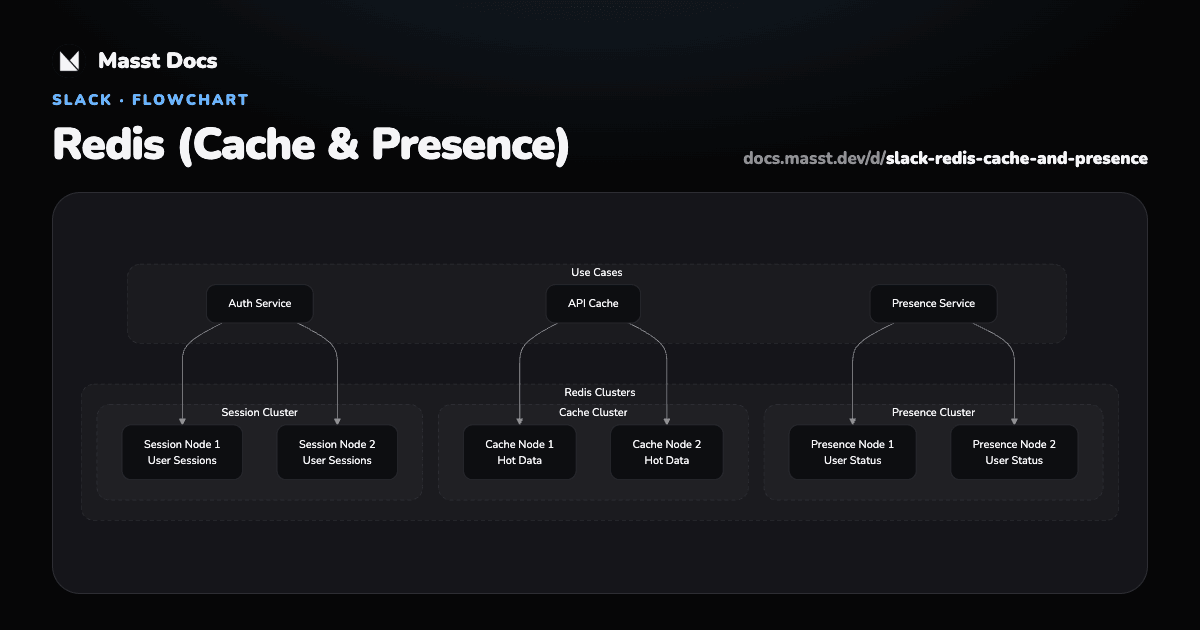 Masst Docs
SLACK · FLOWCHART
Redis (Cache & Presence)
docs.masst.dev/d/slack-redis-cache-and-presence
Use Cases
Auth Service
API Cache
Presence Service
Redis Clusters
Session Cluster
Cache Cluster
Presence Cluster
Session Node 1
User Sessions
Session Node 2
User Sessions
Cache Node 1
Hot Data
Cache Node 2
Hot Data
Presence Node 1
User Status
Presence Node 2
User Status